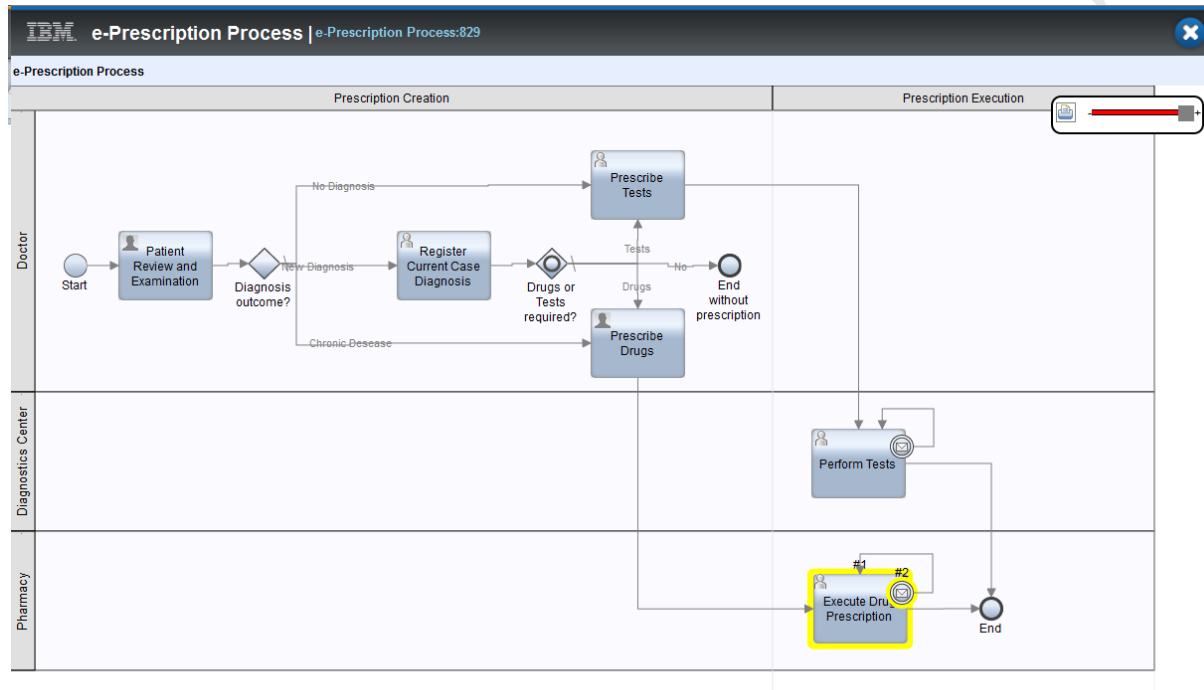 IBM. e-Prescription Process | e-Prescription Process:829
e-Prescription Process
Prescription Creation
Prescription Execution
-
+
Doctor
Start
Patient
Review and
Examination
Diagnosis
outcome?
No Diagnosis
New Diagnosis
Chronic Desease
Register
Current Case
Diagnosis
Drugs or
Tests
required?
Prescribe
Tests
Tests
Drugs
No
End
without
prescription
Prescribe
Drugs
Diagnostics Center
Perform Tests
Pharmacy
#1
#2
Execute Drug
Prescription
End